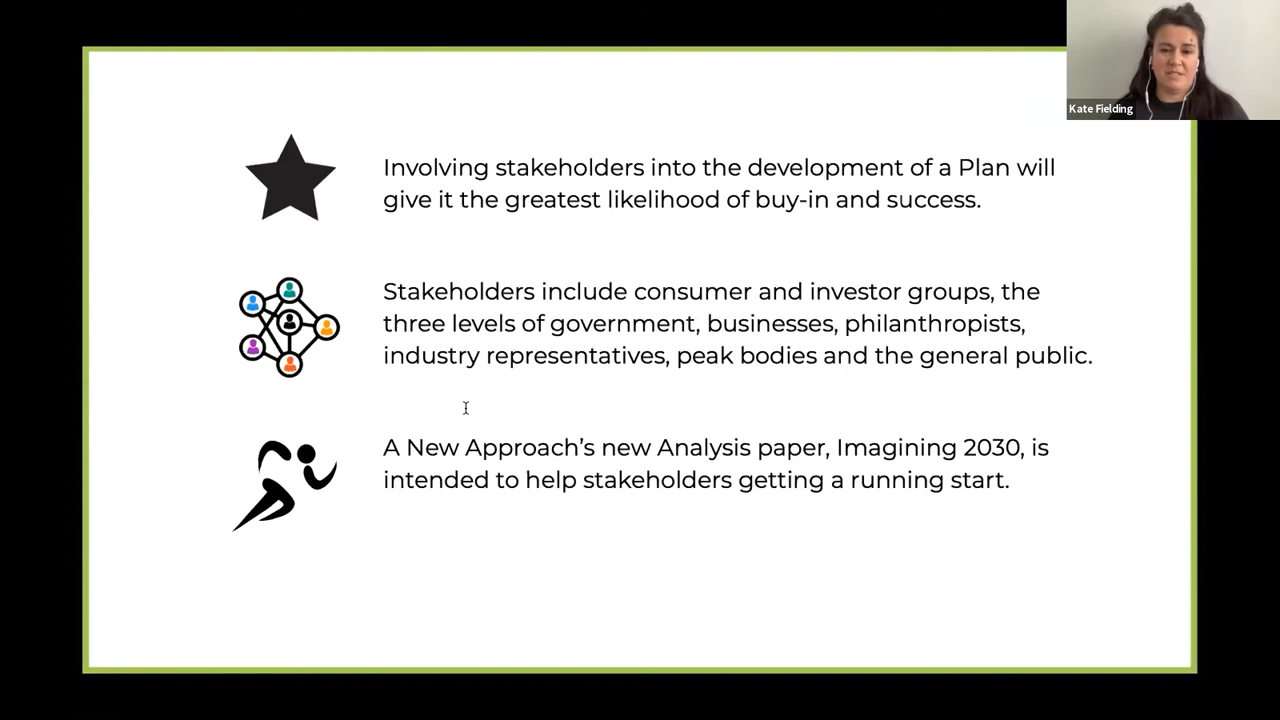 Kate Fielding
Involving stakeholders into the development of a Plan will
give it the greatest likelihood of buy-in and success.
Stakeholders include consumer and investor groups, the
three levels of government, businesses, philanthropists,
industry representatives, peak bodies and the general public.
A New Approach’s new Analysis paper, Imagining 2030, is
intended to help stakeholders getting a running start.